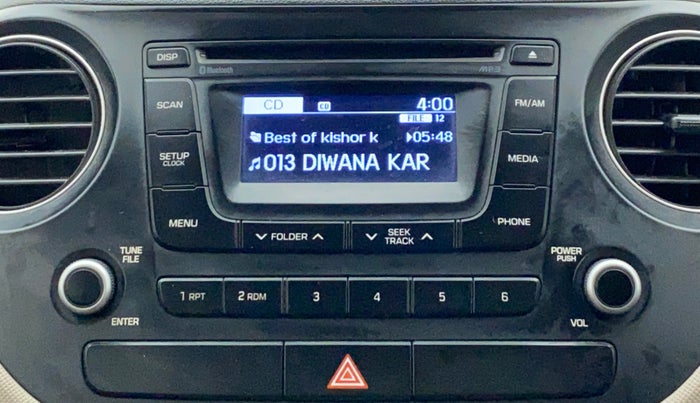 DISP
Bluetooth
MP3
SCAN
CD
CD
4:00
FM/AM
FILE 12
Best of kishor k
05:48
SETUP
CLOCK
013 DIWANA KAR
MEDIA
MENU
FOLDER
SEEK
TRACK
PHONE
TUNE
FILE
POWER
PUSH
1 RPT
2 RDM
3
4
5
6
ENTER
VOL